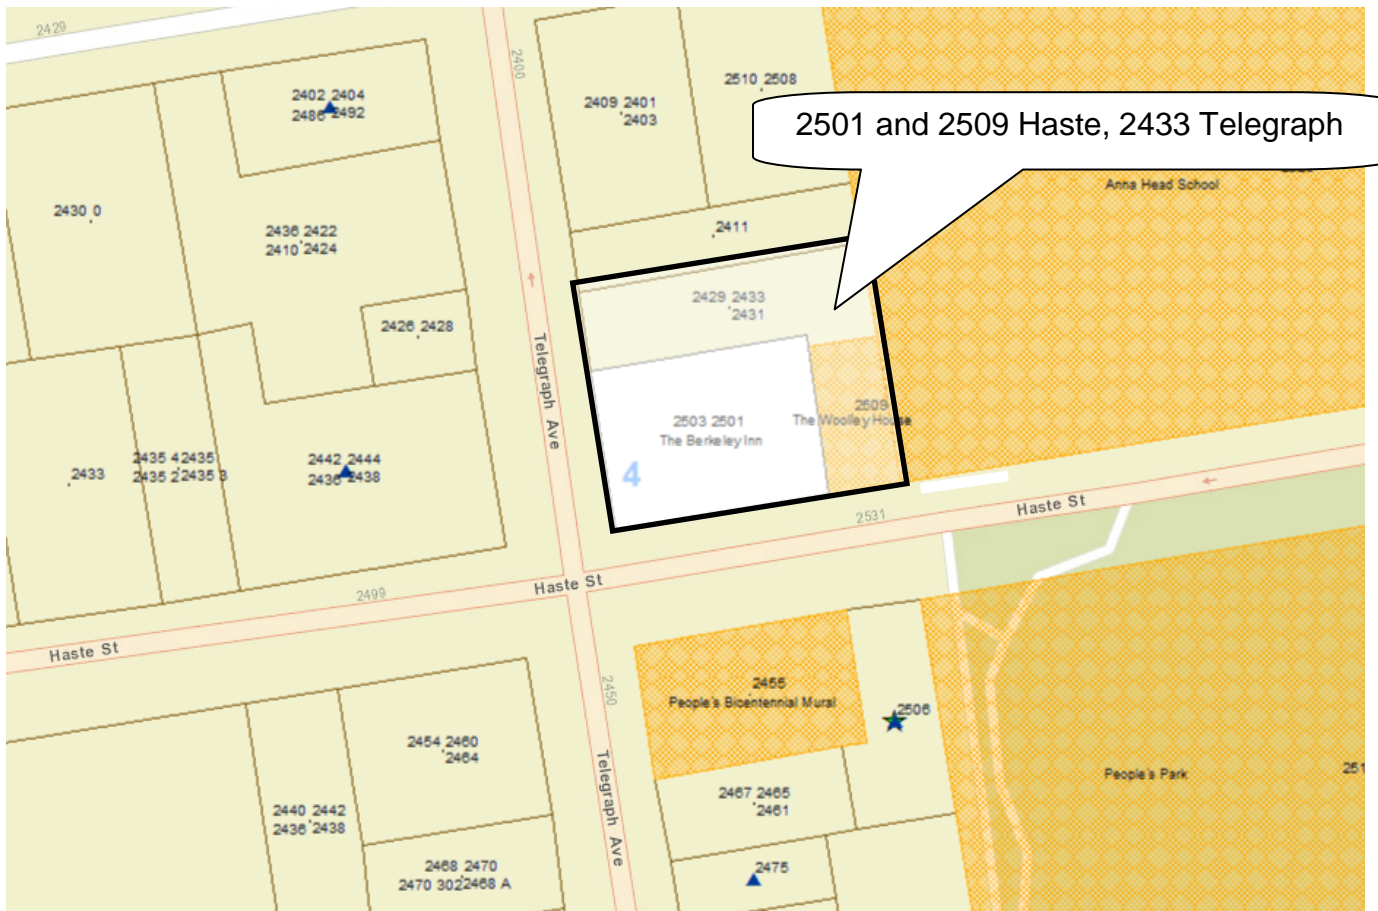 2429
2400
2402 2404
2486 2492
2409 2401
2403
2510 2508
2501 and 2509 Haste, 2433 Telegraph
Anna Head School
2430 0
2436 2422
2410 2424
2411
2426 2428
2429 2433
2431
Telegraph Ave
2503 2501
The Berkeley Inn
2509
The Woolley House
4
2433
2435 4 2435
2435 2 2435 3
2442 2444
2436 2438
2531
Haste St
Haste St
2499
Haste St
2450
2455
People's Bicentennial Mural
2506
2454 2460
2464
Telegraph Ave
People's Park
251
2467 2465
2461
2440 2442
2436 2438
2468 2470
2470 302 2468 A
2475